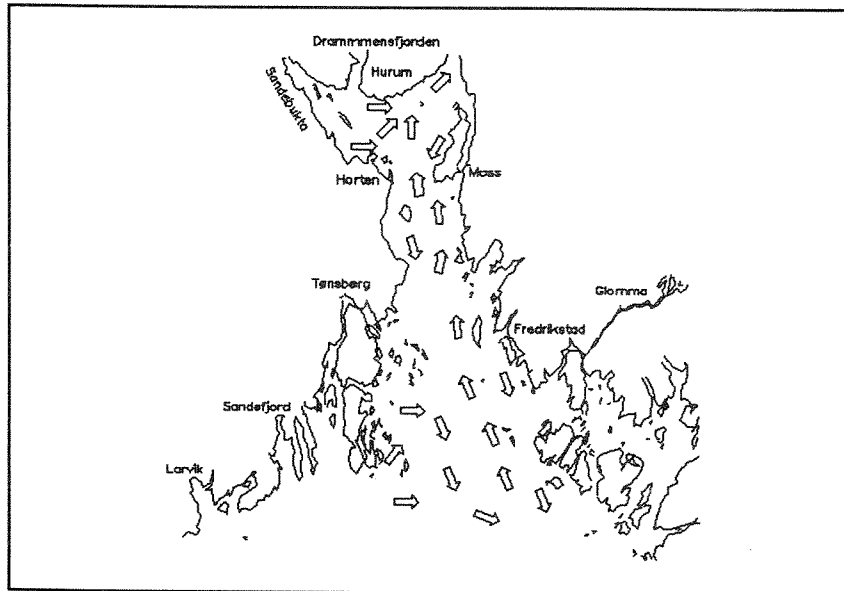 Drammmensfjorden
Hurum
Sandebukta
Horten
Moss
Tønsberg
Glomma
Fredrikstad
Sandefjord
Larvik